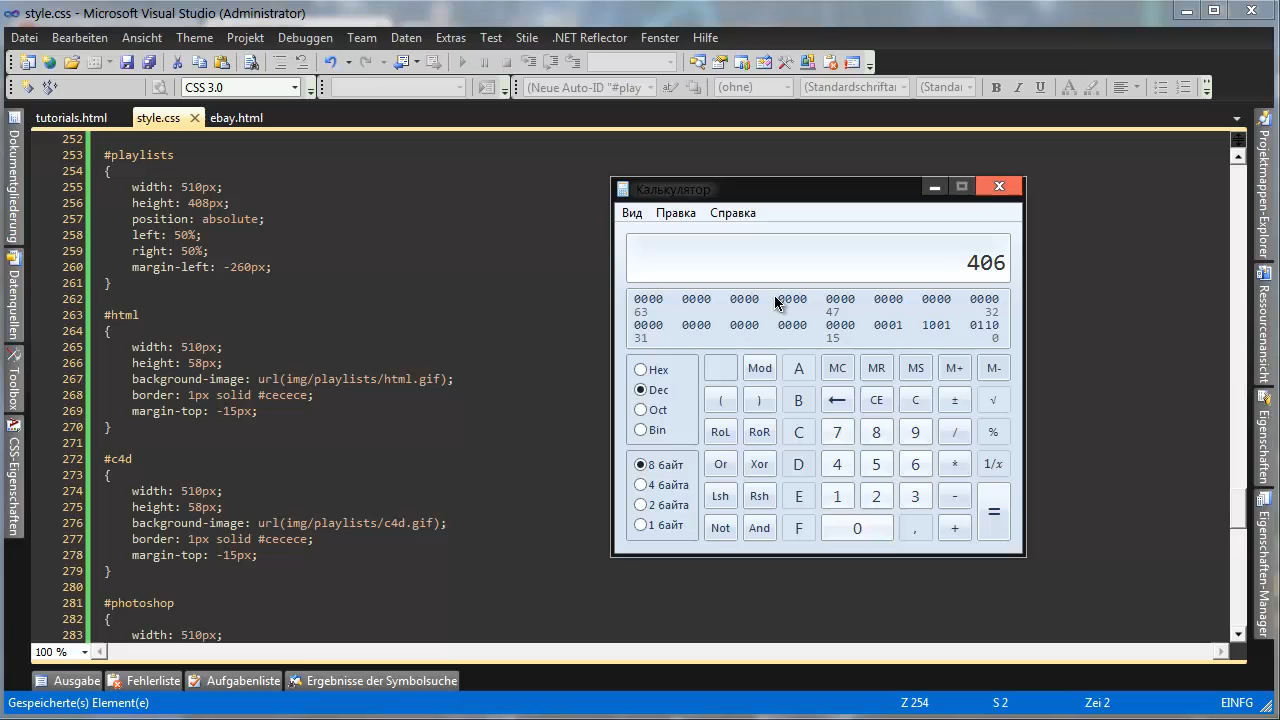 style.css - Microsoft Visual Studio (Administrator)
Datei Bearbeiten Ansicht Theme Projekt Debuggen Team Daten Extras Test Stile .NET Reflector Fenster Hilfe
CSS 3.0 (Neue Auto-ID "#play (ohne) (Standardschriftar (Standar B I U A
tutorials.html style.css ebay.html
Dokumentgliederung
Datenquellen
Toolbox
CSS-Eigenschaften
252
253 #playlists
254 {
255 width: 510px;
256 height: 408px;
257 position: absolute;
258 left: 50%;
259 right: 50%;
260 margin-left: -260px;
261 }
262
263 #html
264 {
265 width: 510px;
266 height: 58px;
267 background-image: url(img/playlists/html.gif);
268 border: 1px solid #cecece;
269 margin-top: -15px;
270 }
271
272 #c4d
273 {
274 width: 510px;
275 height: 58px;
276 background-image: url(img/playlists/c4d.gif);
277 border: 1px solid #cecece;
278 margin-top: -15px;
279 }
280
281 #photoshop
282 {
283 width: 510px;
Калькулятор
Вид Правка Справка
406
0000 0000 0000 0000 0000 0000 0000 0000
63 47 32
0000 0000 0000 0000 0000 0001 1001 0110
31 15 0
Hex
Dec
Oct
Bin
8 байт
4 байта
2 байта
1 байт
Mod A MC MR MS M+ M-
( ) B ← CE C ± √
RoL RoR C 7 8 9 / %
Or Xor D 4 5 6 * 1/x
Lsh Rsh E 1 2 3 - =
Not And F 0 , +
Projektmappen-Explorer
Ressourcenansicht
Eigenschaften
Eigenschaften-Manager
100 %
Ausgabe Fehlerliste Aufgabenliste Ergebnisse der Symbolsuche
Gespeicherte(s) Element(e) Z 254 S 2 Zei 2 EINFG